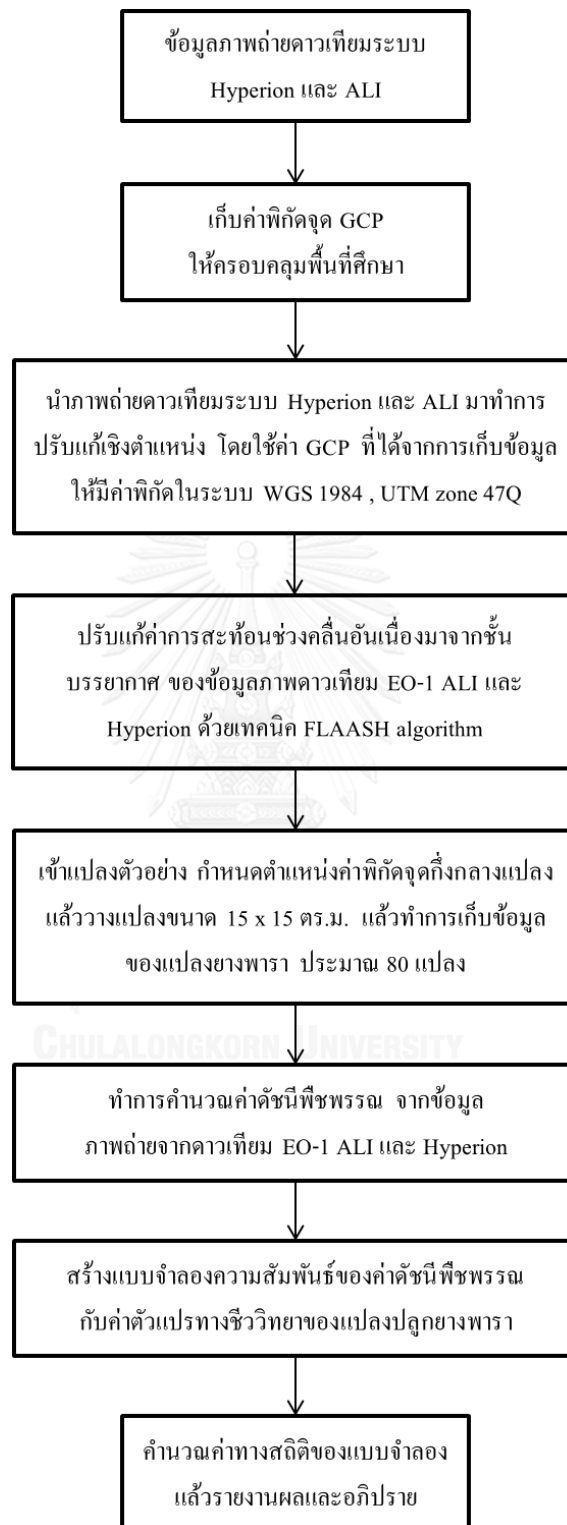 ข้อมูลภาพถ่ายดาวเทียมระบบ
Hyperion และ ALI
เก็บค่าพิกัดจุด GCP
ให้ครอบคลุมพื้นที่ศึกษา
นำภาพถ่ายดาวเทียมระบบ Hyperion และ ALI มาทำการ
ปรับแก้เชิงตำแหน่ง โดยใช้ค่า GCP ที่ได้จากการเก็บข้อมูล
ให้มีค่าพิกัดในระบบ WGS 1984 , UTM zone 47Q
ปรับแก้ค่าการสะท้อนช่วงคลื่นอันเนื่องมาจากชั้น
บรรยากาศ ของข้อมูลภาพดาวเทียม EO-1 ALI และ
Hyperion ด้วยเทคนิค FLAASH algorithm
เข้าแปลงตัวอย่าง กำหนดตำแหน่งค่าพิกัดจุดกึ่งกลางแปลง
แล้ววางแปลงขนาด 15 x 15 ตร.ม. แล้วทำการเก็บข้อมูล
ของแปลงยางพารา ประมาณ 80 แปลง
CHULALONGKORN UNIVERSITY
ทำการคำนวณค่าดัชนีพืชพรรณ จากข้อมูล
ภาพถ่ายจากดาวเทียม EO-1 ALI และ Hyperion
สร้างแบบจำลองความสัมพันธ์ของค่าดัชนีพืชพรรณ
กับค่าตัวแปรทางชีววิทยาของแปลงปลูกยางพารา
คำนวณค่าทางสถิติของแบบจำลอง
แล้วรายงานผลและอภิปราย